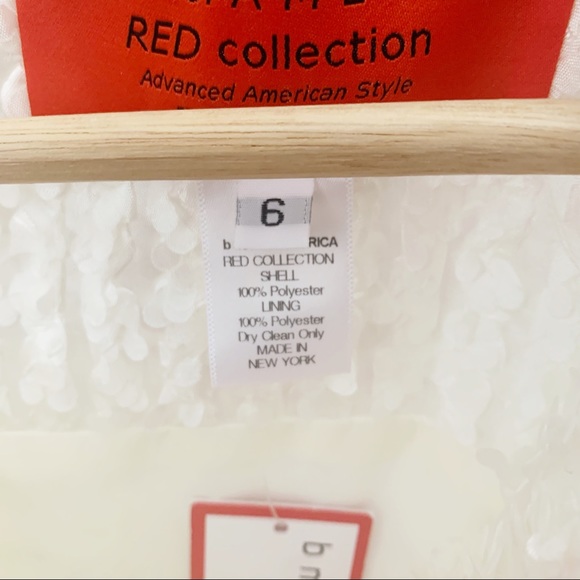 RED collection
Advanced American Style
6
b RICA
RED COLLECTION
SHELL
100% Polyester
LINING
100% Polyester
Dry Clean Only
MADE IN
NEW YORK
b m